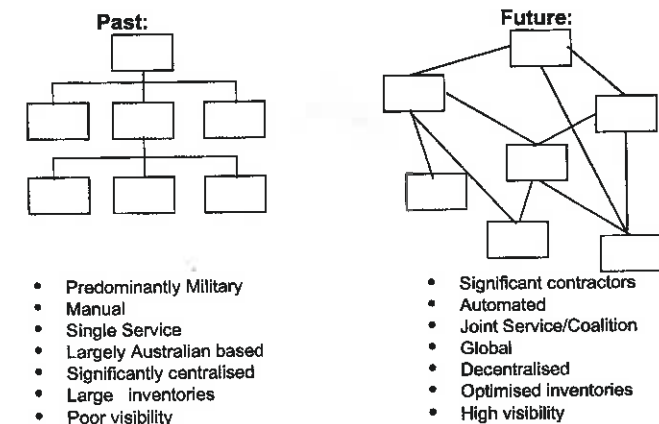 Past:
• Predominantly Military
• Manual
• Single Service
• Largely Australian based
• Significantly centralised
• Large inventories
• Poor visibility
Future:
• Significant contractors
• Automated
• Joint Service/Coalition
• Global
• Decentralised
• Optimised inventories
• High visibility